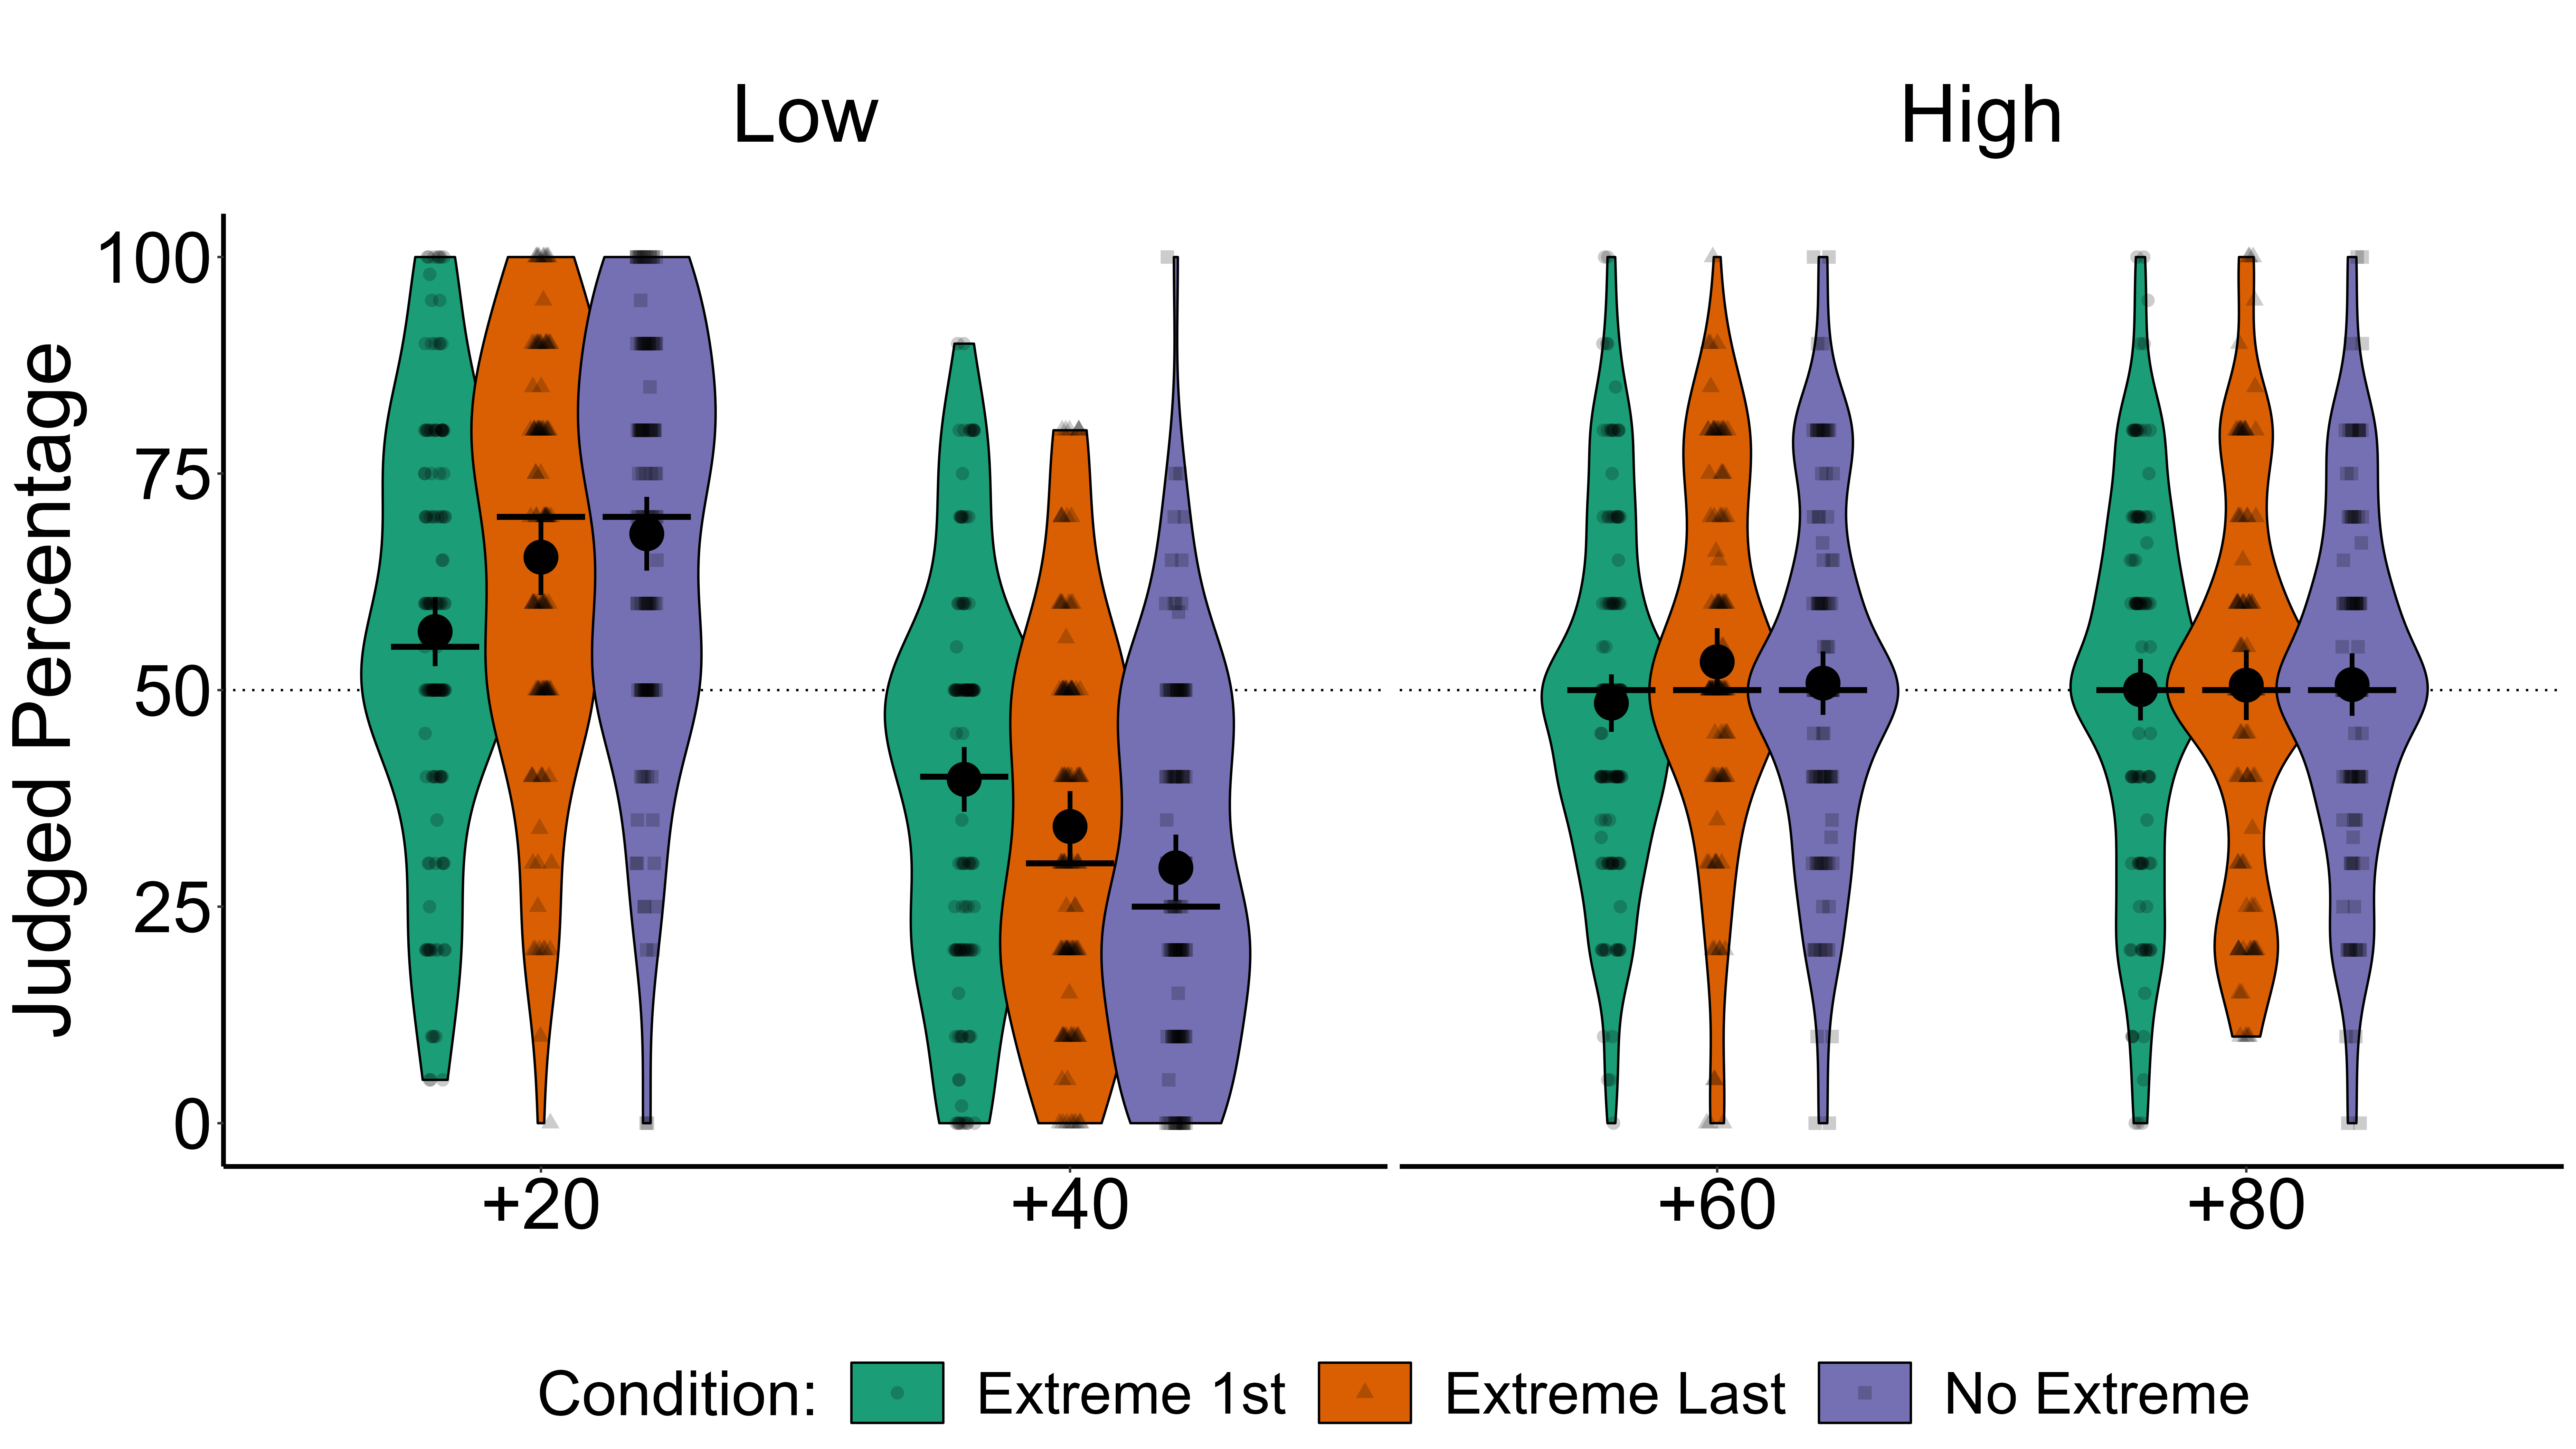 Low
High
Judged Percentage
100
75
50
25
0
+20
+40
+60
+80
Condition: Extreme 1st Extreme Last No Extreme